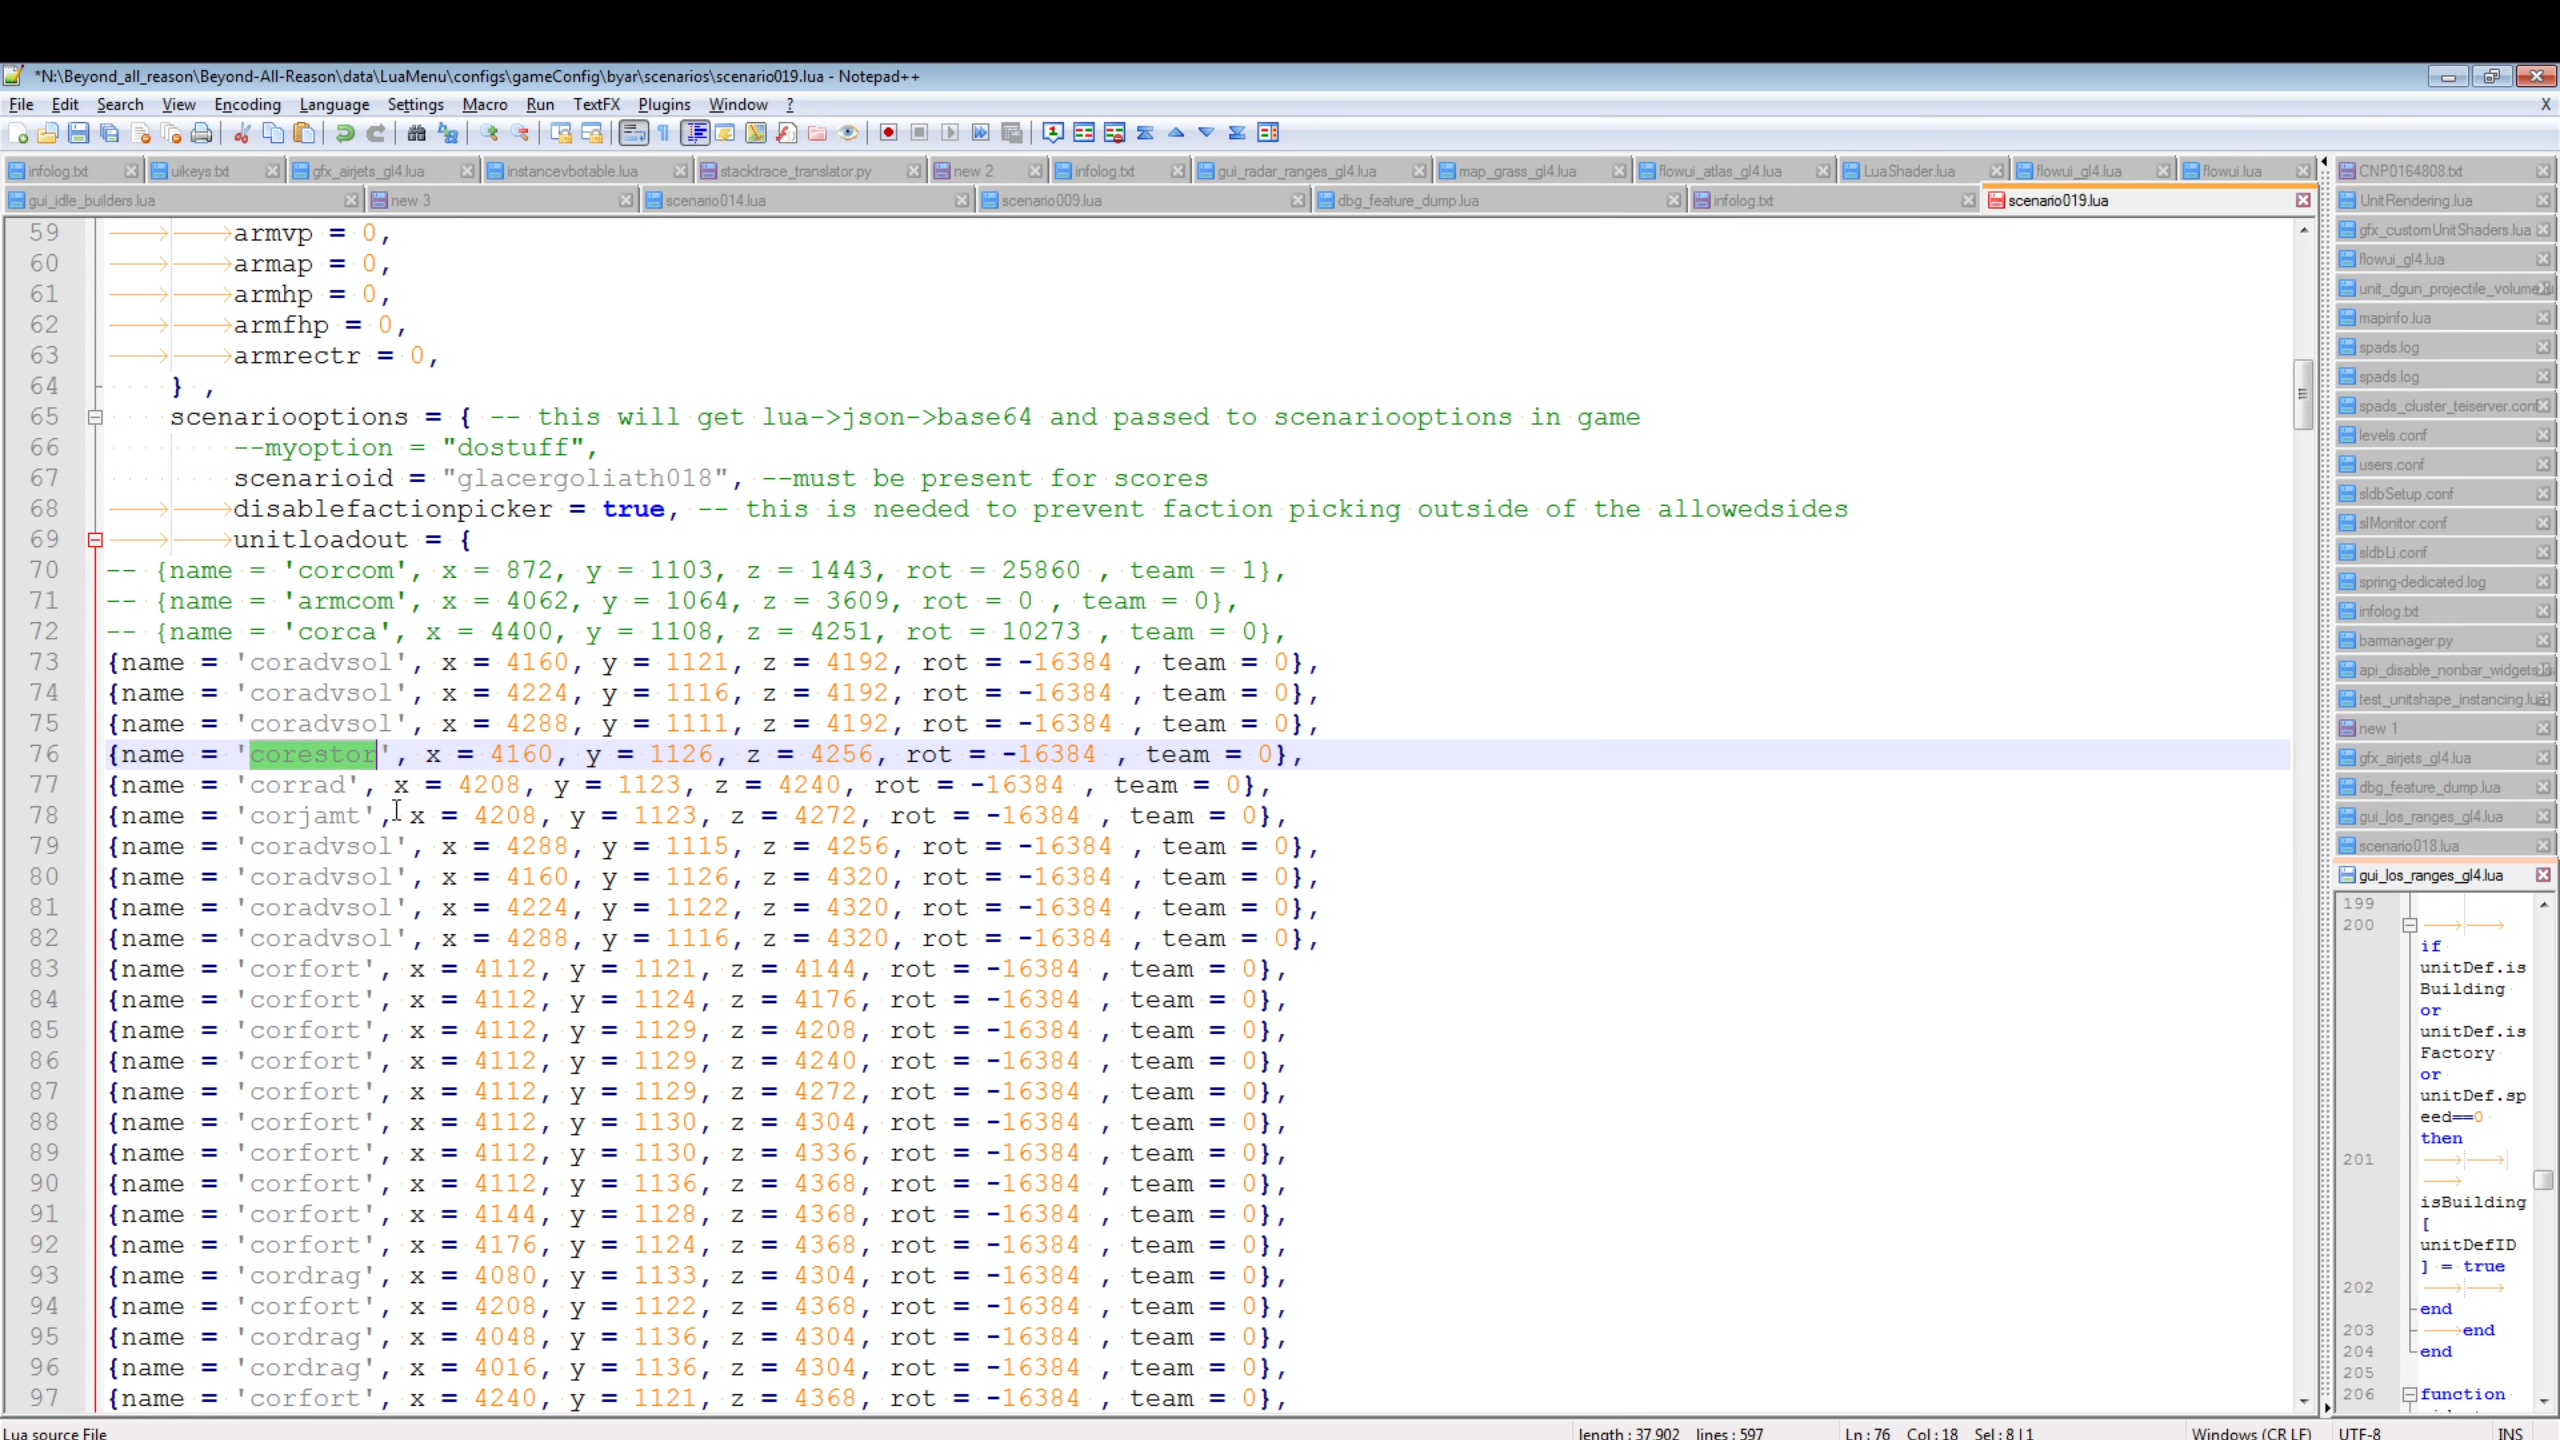 *N:\Beyond_all_reason\Beyond-All-Reason\data\LuaMenu\configs\gameConfig\byar\scenarios\scenario019.lua - Notepad++
File Edit Search View Encoding Language Settings Macro Run TextFX Plugins Window ? X
infolog.txt uikeys.txt gfx_airjets_gl4.lua instancevbotable.lua stacktrace_translator.py new 2 infolog.txt gui_radar_ranges_gl4.lua map_grass_gl4.lua flowui_atlas_gl4.lua LuaShader.lua flowui_gl4.lua flowui.lua
gui_idle_builders.lua new 3 scenario014.lua scenario009.lua dbg_feature_dump.lua infolog.txt scenario019.lua
59 armvp = 0,
60 armap = 0,
61 armhp = 0,
62 armfhp = 0,
63 armrectr = 0,
64 } ,
65 scenariooptions = { -- this will get lua->json->base64 and passed to scenariooptions in game
66 --myoption = "dostuff",
67 scenarioid = "glacergoliath018", --must be present for scores
68 disablefactionpicker = true, -- this is needed to prevent faction picking outside of the allowedsides
69 unitloadout = {
70 -- {name = 'corcom', x = 872, y = 1103, z = 1443, rot = 25860 , team = 1},
71 -- {name = 'armcom', x = 4062, y = 1064, z = 3609, rot = 0 , team = 0},
72 -- {name = 'corca', x = 4400, y = 1108, z = 4251, rot = 10273 , team = 0},
73 {name = 'coradvsol', x = 4160, y = 1121, z = 4192, rot = -16384 , team = 0},
74 {name = 'coradvsol', x = 4224, y = 1116, z = 4192, rot = -16384 , team = 0},
75 {name = 'coradvsol', x = 4288, y = 1111, z = 4192, rot = -16384 , team = 0},
76 {name = 'corestor', x = 4160, y = 1126, z = 4256, rot = -16384 , team = 0},
77 {name = 'corrad', x = 4208, y = 1123, z = 4240, rot = -16384 , team = 0},
78 {name = 'corjamt', x = 4208, y = 1123, z = 4272, rot = -16384 , team = 0},
79 {name = 'coradvsol', x = 4288, y = 1115, z = 4256, rot = -16384 , team = 0},
80 {name = 'coradvsol', x = 4160, y = 1126, z = 4320, rot = -16384 , team = 0},
81 {name = 'coradvsol', x = 4224, y = 1122, z = 4320, rot = -16384 , team = 0},
82 {name = 'coradvsol', x = 4288, y = 1116, z = 4320, rot = -16384 , team = 0},
83 {name = 'corfort', x = 4112, y = 1121, z = 4144, rot = -16384 , team = 0},
84 {name = 'corfort', x = 4112, y = 1124, z = 4176, rot = -16384 , team = 0},
85 {name = 'corfort', x = 4112, y = 1129, z = 4208, rot = -16384 , team = 0},
86 {name = 'corfort', x = 4112, y = 1129, z = 4240, rot = -16384 , team = 0},
87 {name = 'corfort', x = 4112, y = 1129, z = 4272, rot = -16384 , team = 0},
88 {name = 'corfort', x = 4112, y = 1130, z = 4304, rot = -16384 , team = 0},
89 {name = 'corfort', x = 4112, y = 1130, z = 4336, rot = -16384 , team = 0},
90 {name = 'corfort', x = 4112, y = 1136, z = 4368, rot = -16384 , team = 0},
91 {name = 'corfort', x = 4144, y = 1128, z = 4368, rot = -16384 , team = 0},
92 {name = 'corfort', x = 4176, y = 1124, z = 4368, rot = -16384 , team = 0},
93 {name = 'cordrag', x = 4080, y = 1133, z = 4304, rot = -16384 , team = 0},
94 {name = 'corfort', x = 4208, y = 1122, z = 4368, rot = -16384 , team = 0},
95 {name = 'cordrag', x = 4048, y = 1136, z = 4304, rot = -16384 , team = 0},
96 {name = 'cordrag', x = 4016, y = 1136, z = 4304, rot = -16384 , team = 0},
97 {name = 'corfort', x = 4240, y = 1121, z = 4368, rot = -16384 , team = 0},
CNP0164808.txt
UnitRendering.lua
gfx_customUnitShaders.lua
flowui_gl4.lua
unit_dgun_projectile_volume
mapinfo.lua
spads.log
spads.log
spads_cluster_teiserver.conf
levels.conf
users.conf
sldbSetup.conf
slMonitor.conf
sldbLi.conf
spring-dedicated.log
infolog.txt
barmanager.py
api_disable_nonbar_widgets
test_unitshape_instancing.lua
new 1
gfx_airjets_gl4.lua
dbg_feature_dump.lua
gui_los_ranges_gl4.lua
scenario018.lua
gui_los_ranges_gl4.lua
199
200
if
unitDef.is
Building
or
unitDef.is
Factory
or
unitDef.sp
eed==0
then
201
isBuilding
[
unitDefID
] = true
202
end
203 end
204 end
205
206 function
Lua source File length : 37,902 lines : 597 Ln : 76 Col : 18 Sel : 8 | 1 Windows (CR LF) UTF-8 INS